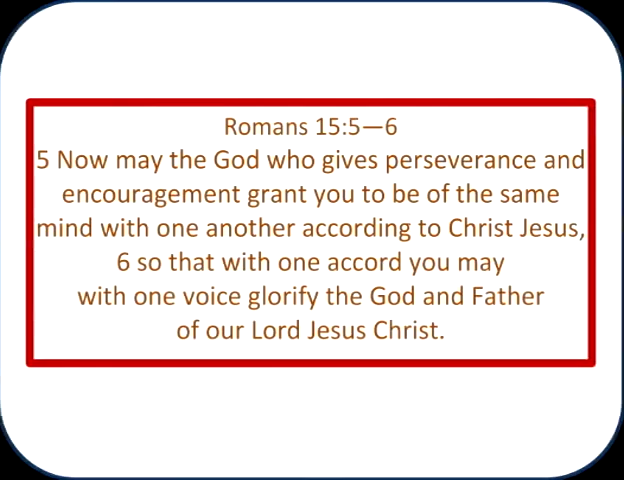 Romans 15:5—6
5 Now may the God who gives perseverance and
encouragement grant you to be of the same
mind with one another according to Christ Jesus,
6 so that with one accord you may
with one voice glorify the God and Father
of our Lord Jesus Christ.